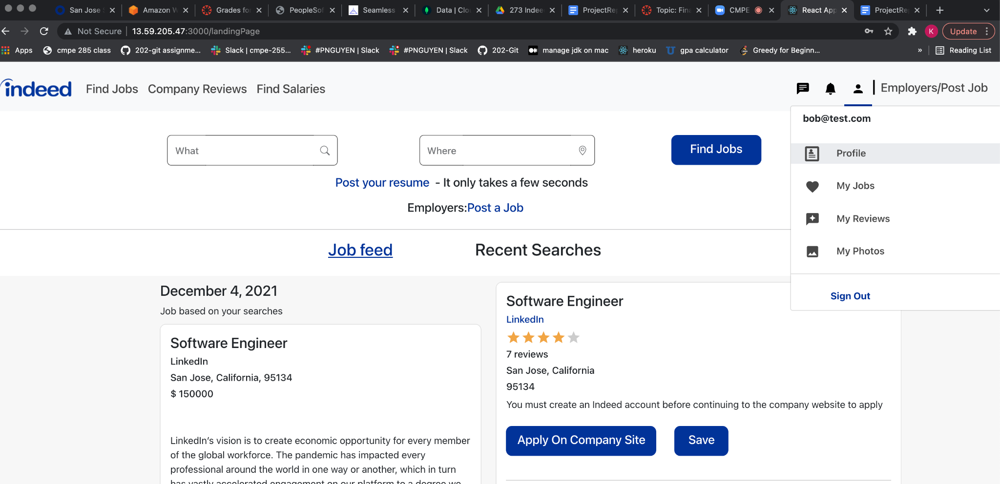 San Jose
Amazon W
Grades for
PeopleSof
Seamless
Data | Clo
273 Indee
ProjectRe
Topic: Fina
CMPE
React App
ProjectRe
Not Secure | 13.59.205.47:3000/landingPage
K
Update
Apps
cmpe 285 class
202-git assignme...
Slack | cmpe-255...
#PNGUYEN | Slack
#PNGUYEN | Slack
202-Git
manage jdk on mac
heroku
gpa calculator
Greedy for Beginn...
»
Reading List
indeed
Find Jobs
Company Reviews
Find Salaries
Employers/Post Job
bob@test.com
Profile
My Jobs
My Reviews
My Photos
Sign Out
What
Where
Find Jobs
Post your resume - It only takes a few seconds
Employers:Post a Job
Job feed
Recent Searches
December 4, 2021
Job based on your searches
Software Engineer
LinkedIn
San Jose, California, 95134
$ 150000
LinkedIn's vision is to create economic opportunity for every member
of the global workforce. The pandemic has impacted every
professional around the world in one way or another, which in turn
has vastly accelerated engagement on our platform to a degree we
Software Engineer
LinkedIn
7 reviews
San Jose, California
95134
You must create an Indeed account before continuing to the company website to apply
Apply On Company Site
Save